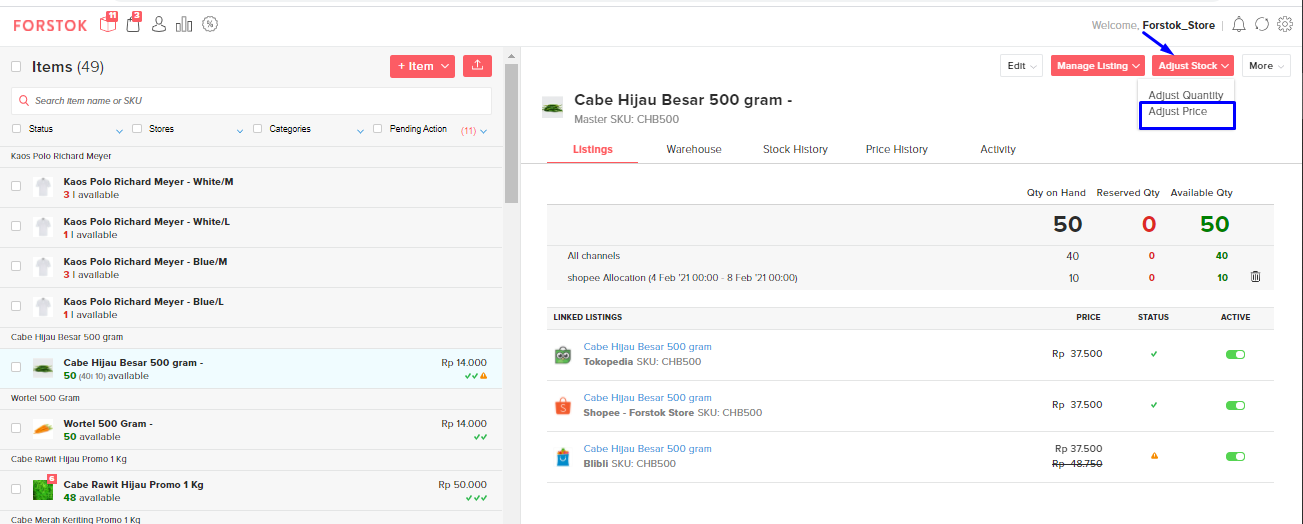 FORSTOK 11 3 %
Welcome, Forstok_Store |
Items (49)
+ Item
Search item name or SKU
Status Stores Categories Pending Action (11)
Kaos Polo Richard Meyer
Kaos Polo Richard Meyer - White/M
3 I available
Kaos Polo Richard Meyer - White/L
1 I available
Kaos Polo Richard Meyer - Blue/M
3 I available
Kaos Polo Richard Meyer - Blue/L
1 I available
Cabe Hijau Besar 500 gram
Cabe Hijau Besar 500 gram - Rp 14.000
50 (40I 10) available
Wortel 500 Gram
Wortel 500 Gram - Rp 14.000
50 available
Cabe Rawit Hijau Promo 1 Kg
6
Cabe Rawit Hijau Promo 1 Kg Rp 50.000
48 available
Cabe Merah Keriting Promo 1 Kg
Edit Manage Listing Adjust Stock More
Adjust Quantity
Adjust Price
Cabe Hijau Besar 500 gram -
Master SKU: CHB500
Listings Warehouse Stock History Price History Activity
Qty on Hand Reserved Qty Available Qty
50 0 50
All channels 40 0 40
shopee Allocation (4 Feb '21 00:00 - 8 Feb '21 00:00) 10 0 10
LINKED LISTINGS PRICE STATUS ACTIVE
Cabe Hijau Besar 500 gram
Tokopedia SKU: CHB500
Rp 37.500
Cabe Hijau Besar 500 gram
Shopee - Forstok Store SKU: CHB500
Rp 37.500
Cabe Hijau Besar 500 gram
Blibli SKU: CHB500
Rp 37.500
Rp 48.750